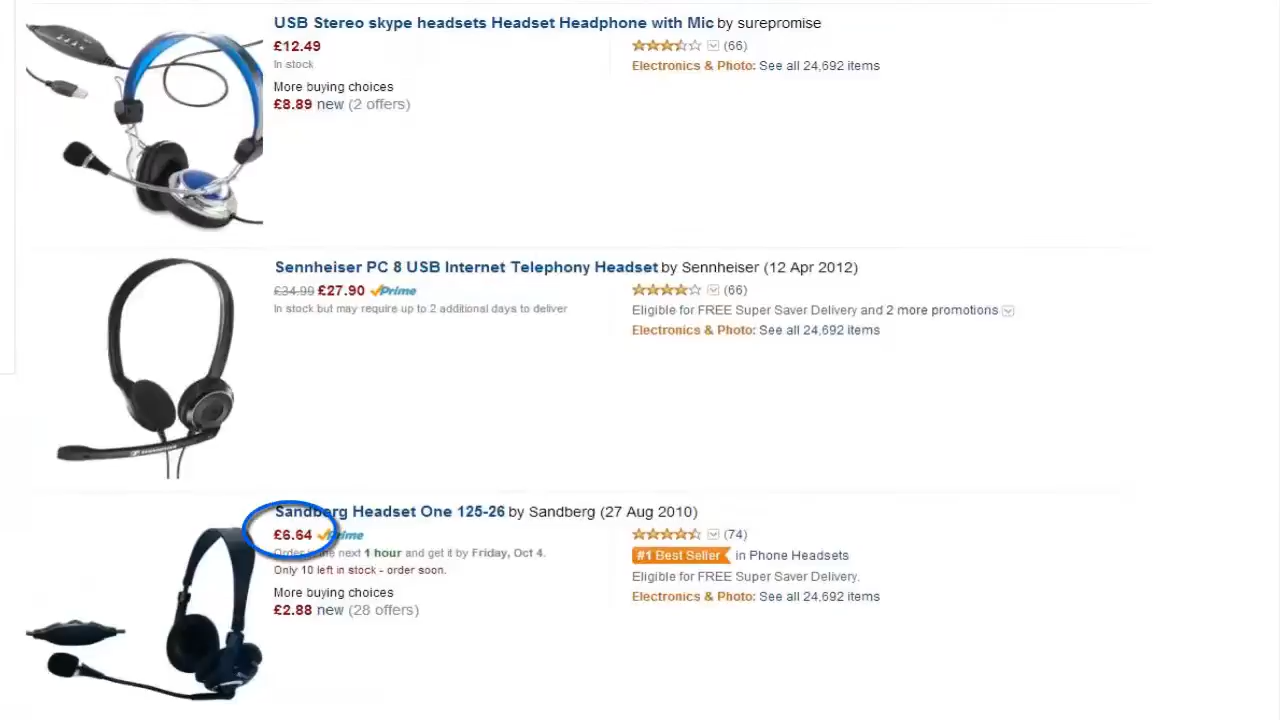 USB Stereo skype headsets Headset Headphone with Mic by surepromise
£12.49
(66)
In stock
Electronics & Photo: See all 24,692 items
More buying choices
£8.89 new (2 offers)
Sennheiser PC 8 USB Internet Telephony Headset by Sennheiser (12 Apr 2012)
£34.99 £27.90 Prime
(66)
In stock but may require up to 2 additional days to deliver
Eligible for FREE Super Saver Delivery and 2 more promotions
Electronics & Photo: See all 24,692 items
Sandberg Headset One 125-26 by Sandberg (27 Aug 2010)
£6.64 Prime
(74)
Order in the next 1 hour and get it by Friday, Oct 4.
#1 Best Seller in Phone Headsets
Only 10 left in stock - order soon.
Eligible for FREE Super Saver Delivery.
More buying choices
Electronics & Photo: See all 24,692 items
£2.88 new (28 offers)